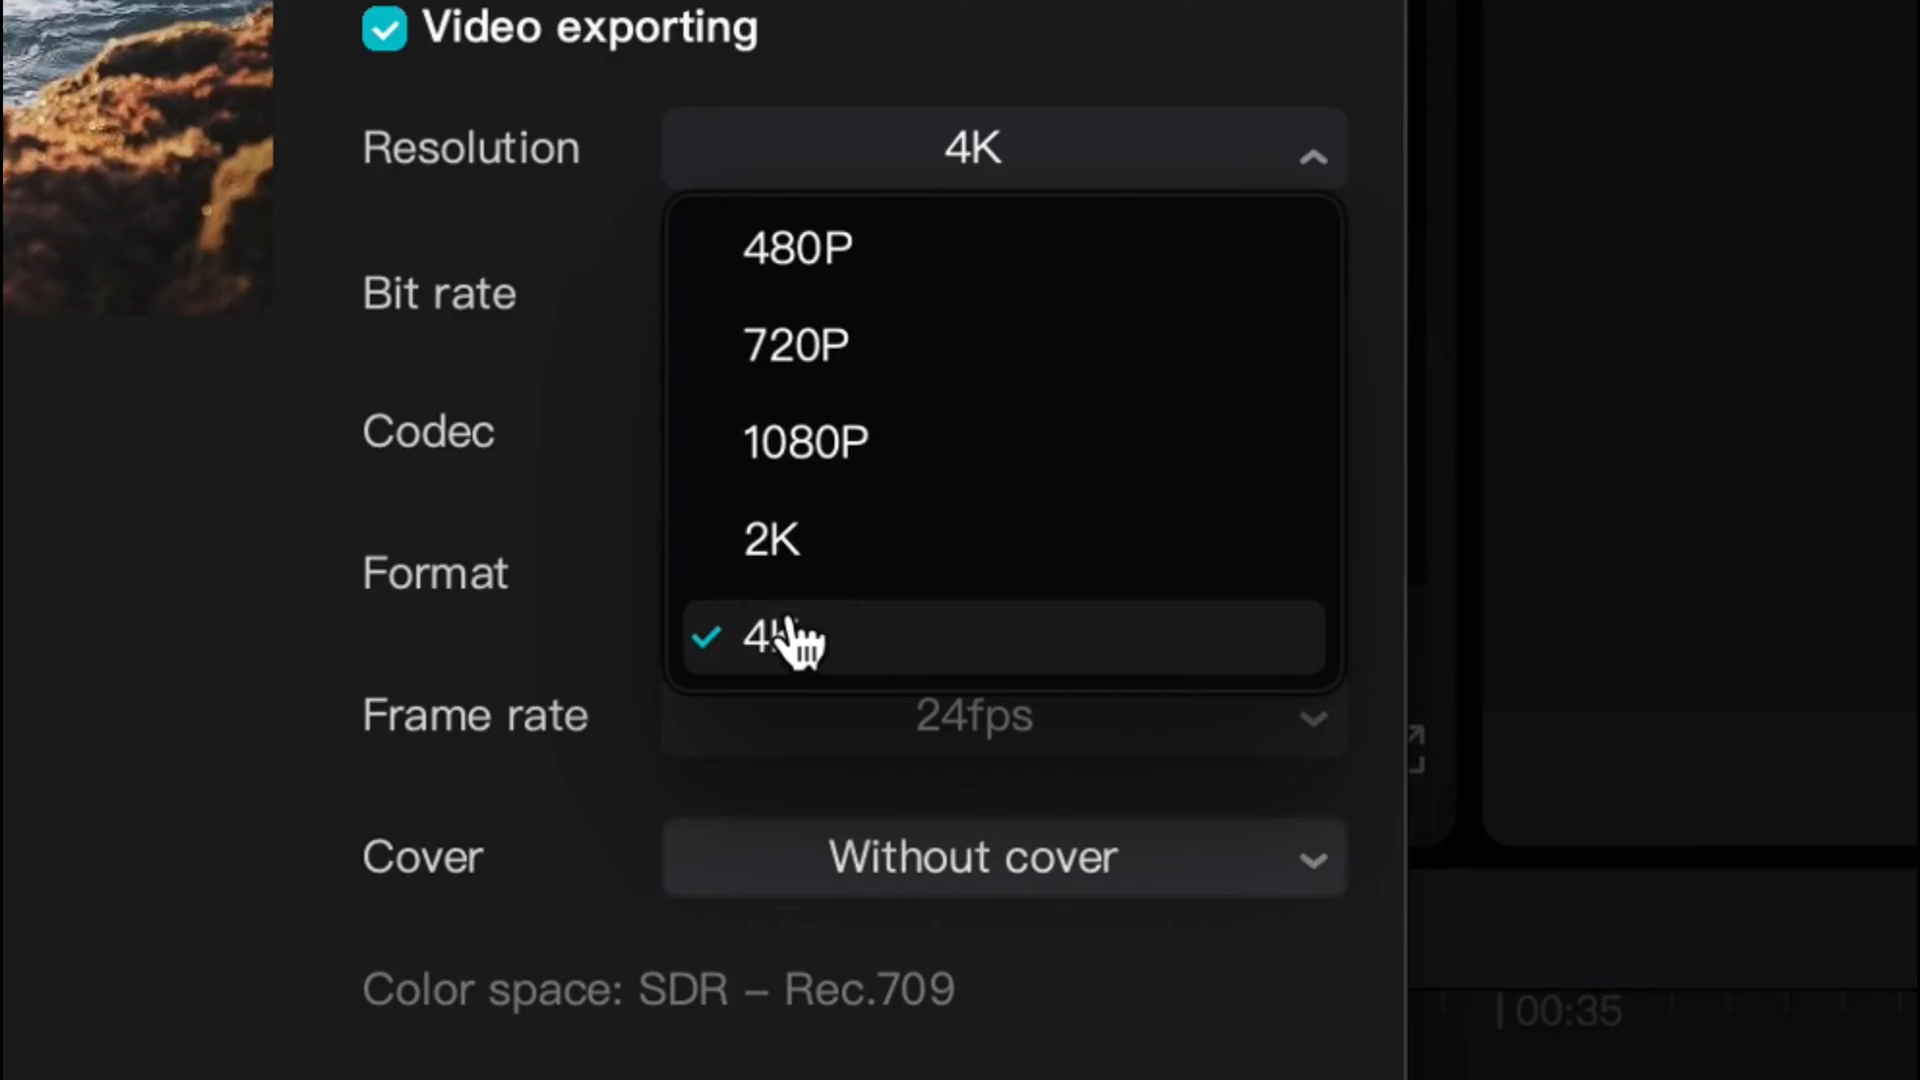 Video exporting
Resolution 4K
480P
Bit rate
720P
Codec
1080P
2K
Format
Frame rate 24fps
Cover Without cover
Color space: SDR – Rec.709
00:35